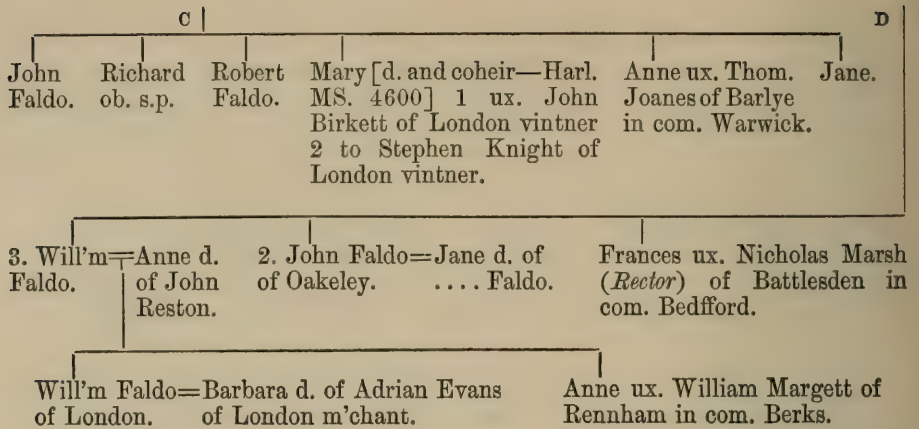 C D
John Richard Robert Mary [d. and coheir—Harl. Anne ux. Thom. Jane.
Faldo. ob. s.p. Faldo. MS. 4600] 1 ux. John Joanes of Barlye
Birkett of London vintner in com. Warwick.
2 to Stephen Knight of
London vintner.
3. Will'm=Anne d. 2. John Faldo=Jane d. of Frances ux. Nicholas Marsh
Faldo. of John of Oakeley. .... Faldo. (Rector) of Battlesden in
Reston. com. Bedfford.
Will'm Faldo=Barbara d. of Adrian Evans Anne ux. William Margett of
of London. of London m'chant. Rennham in com. Berks.